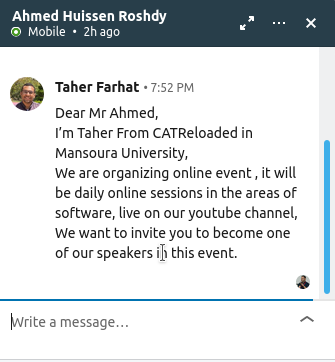 Ahmed Huissen Roshdy
Mobile • 2h ago
Taher Farhat • 7:52 PM
Dear Mr Ahmed,
I'm Taher From CATReloaded in
Mansoura University,
We are organizing online event , it will
be daily online sessions in the areas of
software, live on our youtube channel,
We want to invite you to become one
of our speakers in this event.
Write a message...